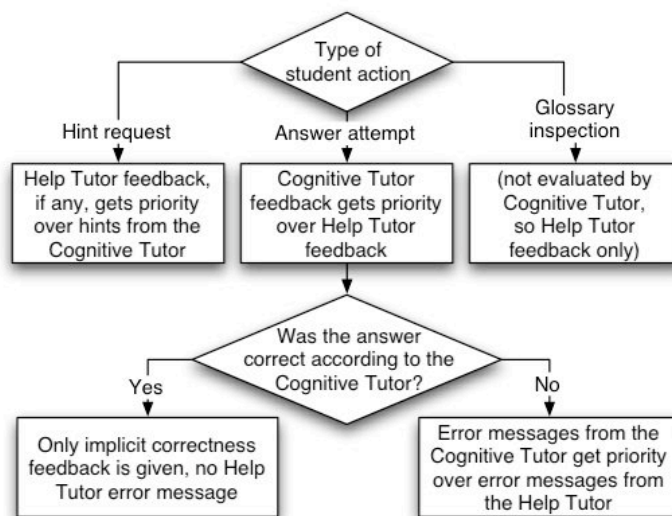 Type of
student action
Hint request
Answer attempt
Glossary
inspection
Help Tutor feedback,
if any, gets priority
over hints from the
Cognitive Tutor
Cognitive Tutor
feedback gets priority
over Help Tutor
feedback
(not evaluated by
Cognitive Tutor,
so Help Tutor
feedback only)
Was the answer
correct according to the
Cognitive Tutor?
Yes
No
Only implicit correctness
feedback is given, no Help
Tutor error message
Error messages from the
Cognitive Tutor get priority
over error messages from
the Help Tutor